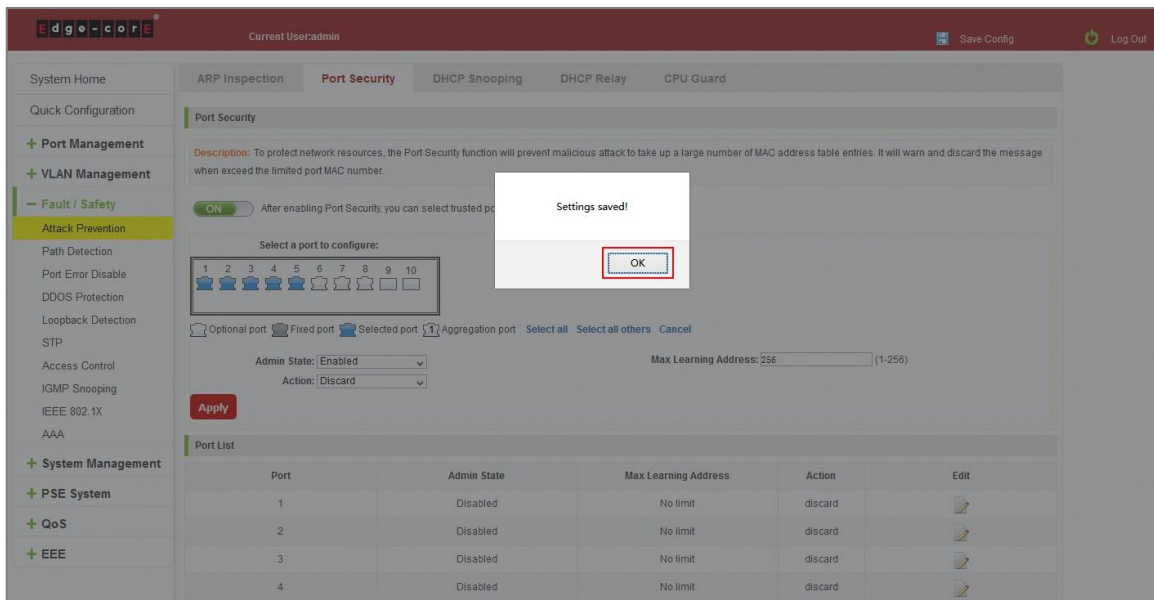 Edge-corE®
Current User:admin
Save Config
Log Out
System Home
Quick Configuration
+ Port Management
+ VLAN Management
− Fault / Safety
Attack Prevention
Path Detection
Port Error Disable
DDOS Protection
Loopback Detection
STP
Access Control
IGMP Snooping
IEEE 802.1X
AAA
+ System Management
+ PSE System
+ QoS
+ EEE
ARP Inspection Port Security DHCP Snooping DHCP Relay CPU Guard
Port Security
Description: To protect network resources, the Port Security function will prevent malicious attack to take up a large number of MAC address table entries. It will warn and discard the message
when exceed the limited port MAC number.
ON After enabling Port Security, you can select trusted po
Settings saved!
OK
Select a port to configure:
1 2 3 4 5 6 7 8 9 10
Optional port Fixed port Selected port 1 Aggregation port Select all Select all others Cancel
Admin State: Enabled Max Learning Address: 256 (1-256)
Action: Discard
Apply
Port List
Port Admin State Max Learning Address Action Edit
1 Disabled No limit discard
2 Disabled No limit discard
3 Disabled No limit discard
4 Disabled No limit discard